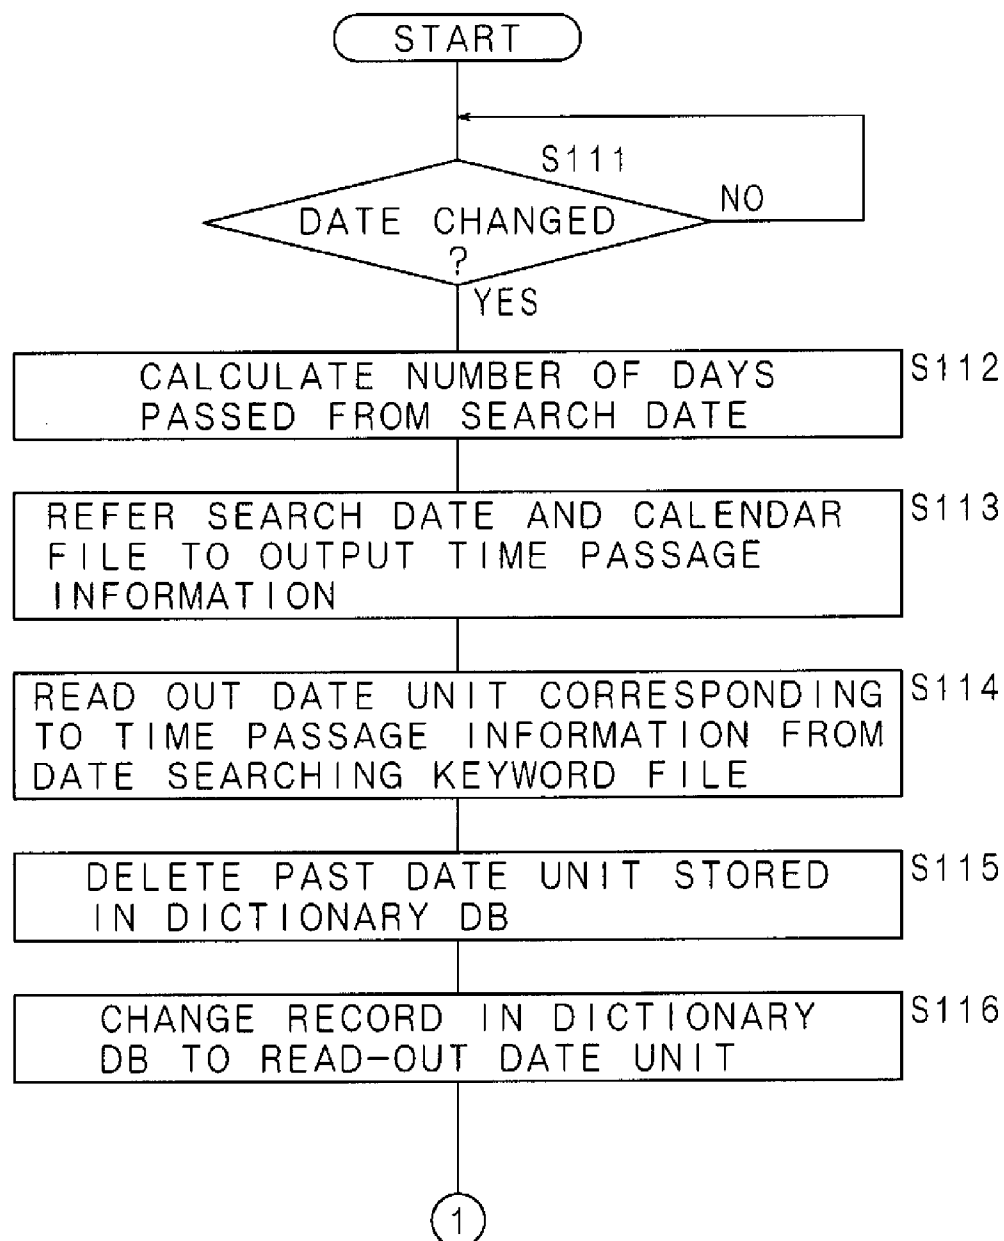 START
S111
DATE CHANGED
?
NO
YES
S112
CALCULATE NUMBER OF DAYS
PASSED FROM SEARCH DATE
S113
REFER SEARCH DATE AND CALENDAR
FILE TO OUTPUT TIME PASSAGE
INFORMATION
S114
READ OUT DATE UNIT CORRESPONDING
TO TIME PASSAGE INFORMATION FROM
DATE SEARCHING KEYWORD FILE
S115
DELETE PAST DATE UNIT STORED
IN DICTIONARY DB
S116
CHANGE RECORD IN DICTIONARY
DB TO READ-OUT DATE UNIT
1